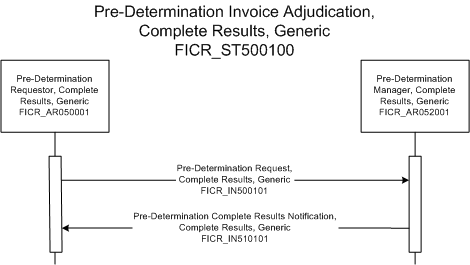 Pre-Determination Invoice Adjudication,
Complete Results, Generic
FICR_ST500100
Pre-Determination
Requestor, Complete
Results, Generic
FICR_AR050001
Pre-Determination
Manager, Complete
Results, Generic
FICR_AR052001
Pre-Determination Request,
Complete Results, Generic
FICR_IN500101
Pre-Determination Complete Results Notification,
Complete Results, Generic
FICR_IN510101